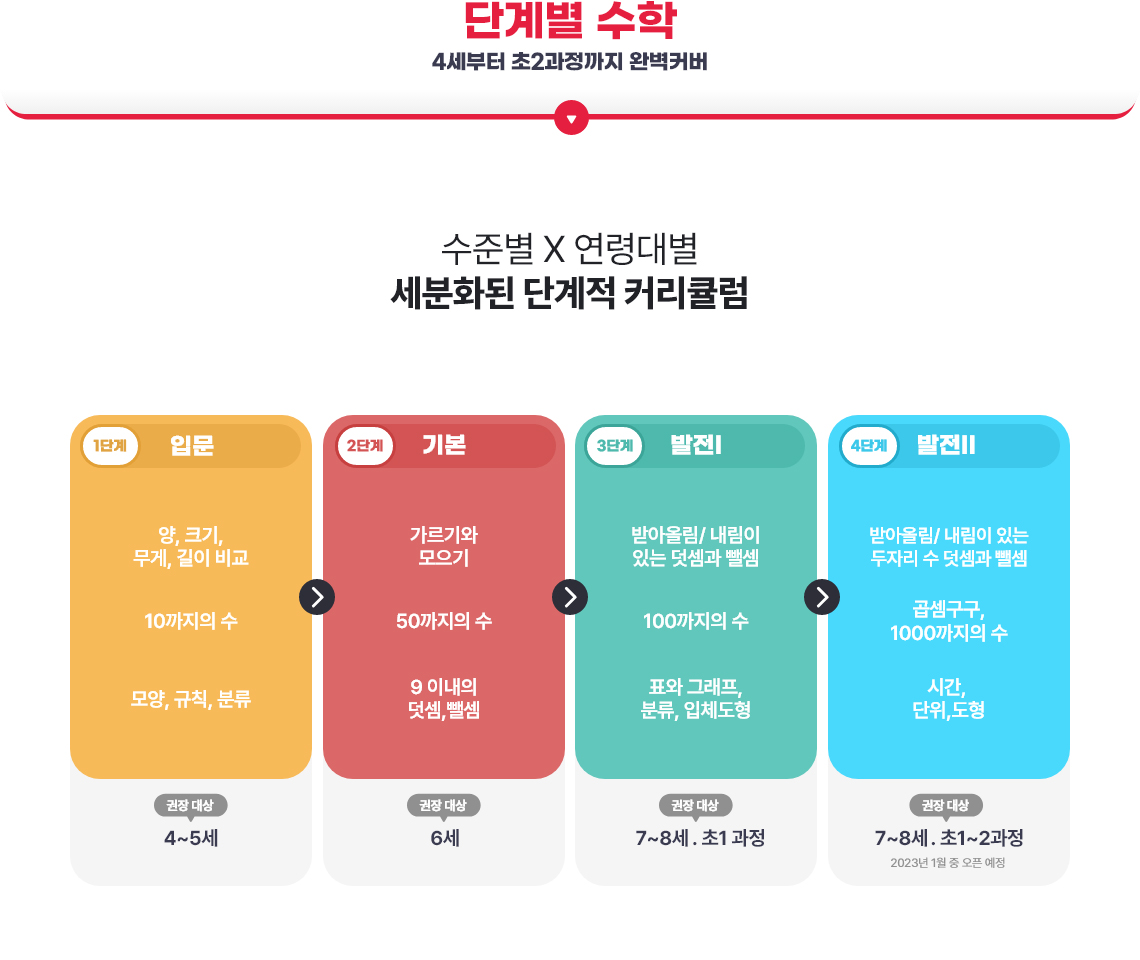 단계별 수학
4세부터 초2과정까지 완벽커버
수준별 X 연령대별
세분화된 단계적 커리큘럼
1단계 입문
양, 크기,
무게, 길이 비교
10까지의 수
모양, 규칙, 분류
권장 대상
4~5세
2단계 기본
가르기와
모으기
50까지의 수
9 이내의
덧셈,뺄셈
권장 대상
6세
3단계 발전I
받아올림/ 내림이
있는 덧셈과 뺄셈
100까지의 수
표와 그래프,
분류, 입체도형
권장 대상
7~8세 . 초1 과정
4단계 발전II
받아올림/ 내림이 있는
두자리 수 덧셈과 뺄셈
곱셈구구,
1000까지의 수
시간,
단위,도형
권장 대상
7~8세 . 초1~2과정
2023년 1월 중 오픈 예정